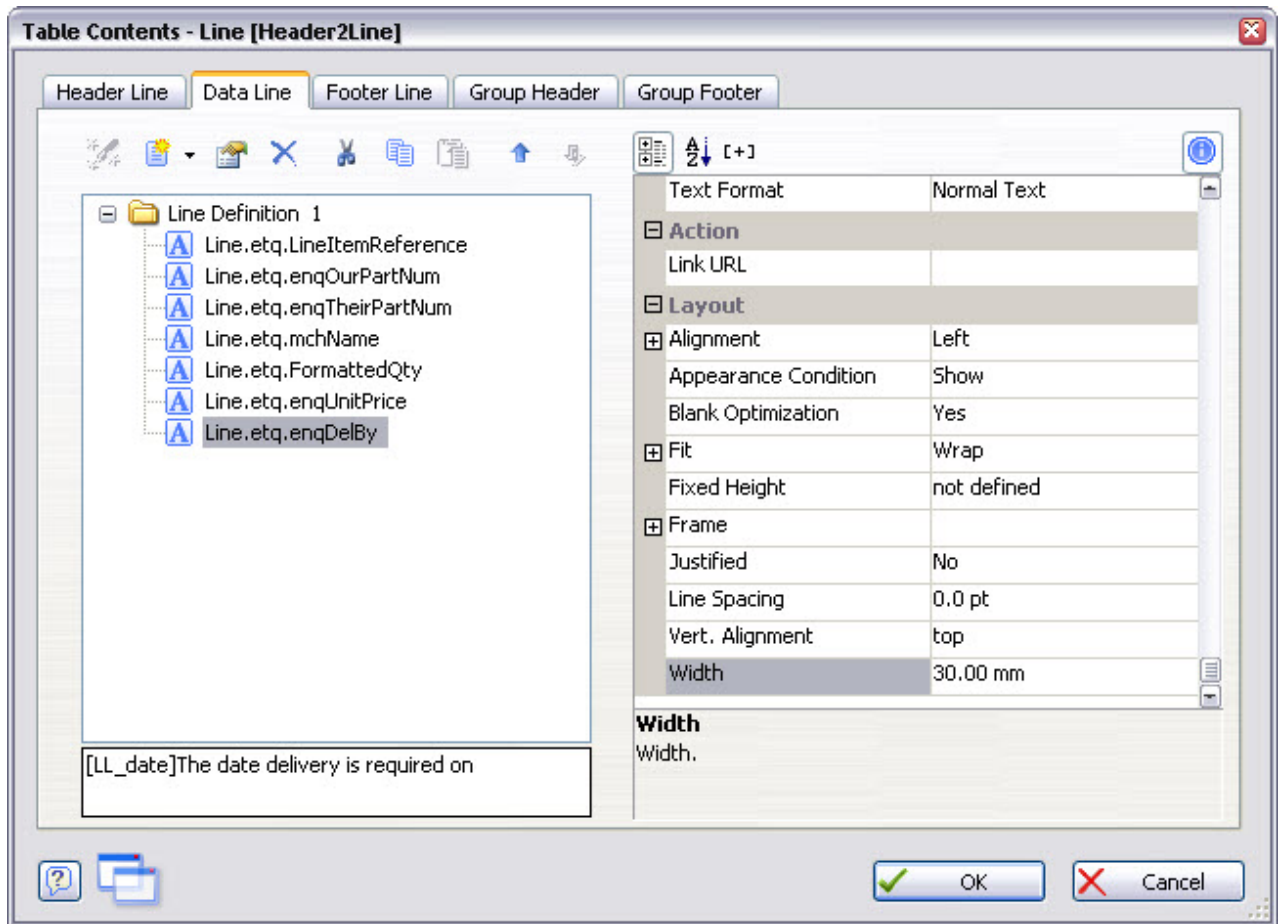 Table Contents - Line [Header2Line]
Header Line
Data Line
Footer Line
Group Header
Group Footer
A
Z
[+]
Line Definition 1
A Line.etq.LineItemReference
A Line.etq.enqOurPartNum
A Line.etq.enqTheirPartNum
A Line.etq.mchName
A Line.etq.FormattedQty
A Line.etq.enqUnitPrice
A Line.etq.enqDelBy
[LL_date]The date delivery is required on
Text Format Normal Text
Action
Link URL
Layout
Alignment Left
Appearance Condition Show
Blank Optimization Yes
Fit Wrap
Fixed Height not defined
Frame
Justified No
Line Spacing 0.0 pt
Vert. Alignment top
Width 30.00 mm
Width
Width.
?
OK
Cancel